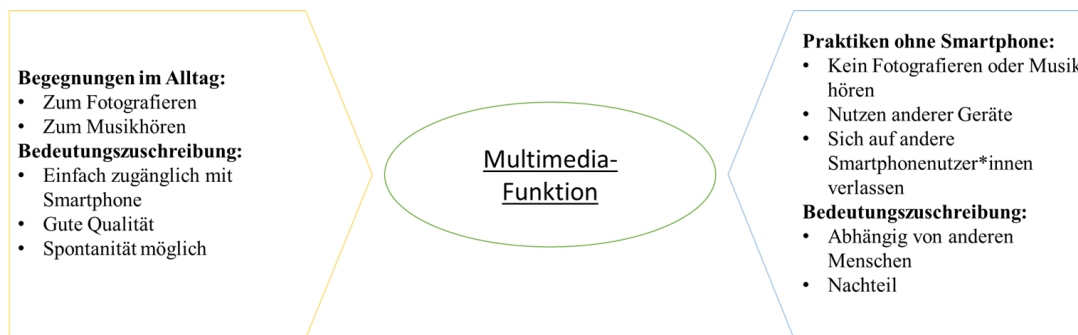 Begegnungen im Alltag:
• Zum Fotografieren
• Zum Musikhören
Bedeutungszuschreibung:
• Einfach zugänglich mit
Smartphone
• Gute Qualität
• Spontanität möglich
Multimedia-
Funktion
Praktiken ohne Smartphone:
• Kein Fotografieren oder Musik
hören
• Nutzen anderer Geräte
• Sich auf andere
Smartphonenutzer*innen
verlassen
Bedeutungszuschreibung:
• Abhängig von anderen
Menschen
• Nachteil